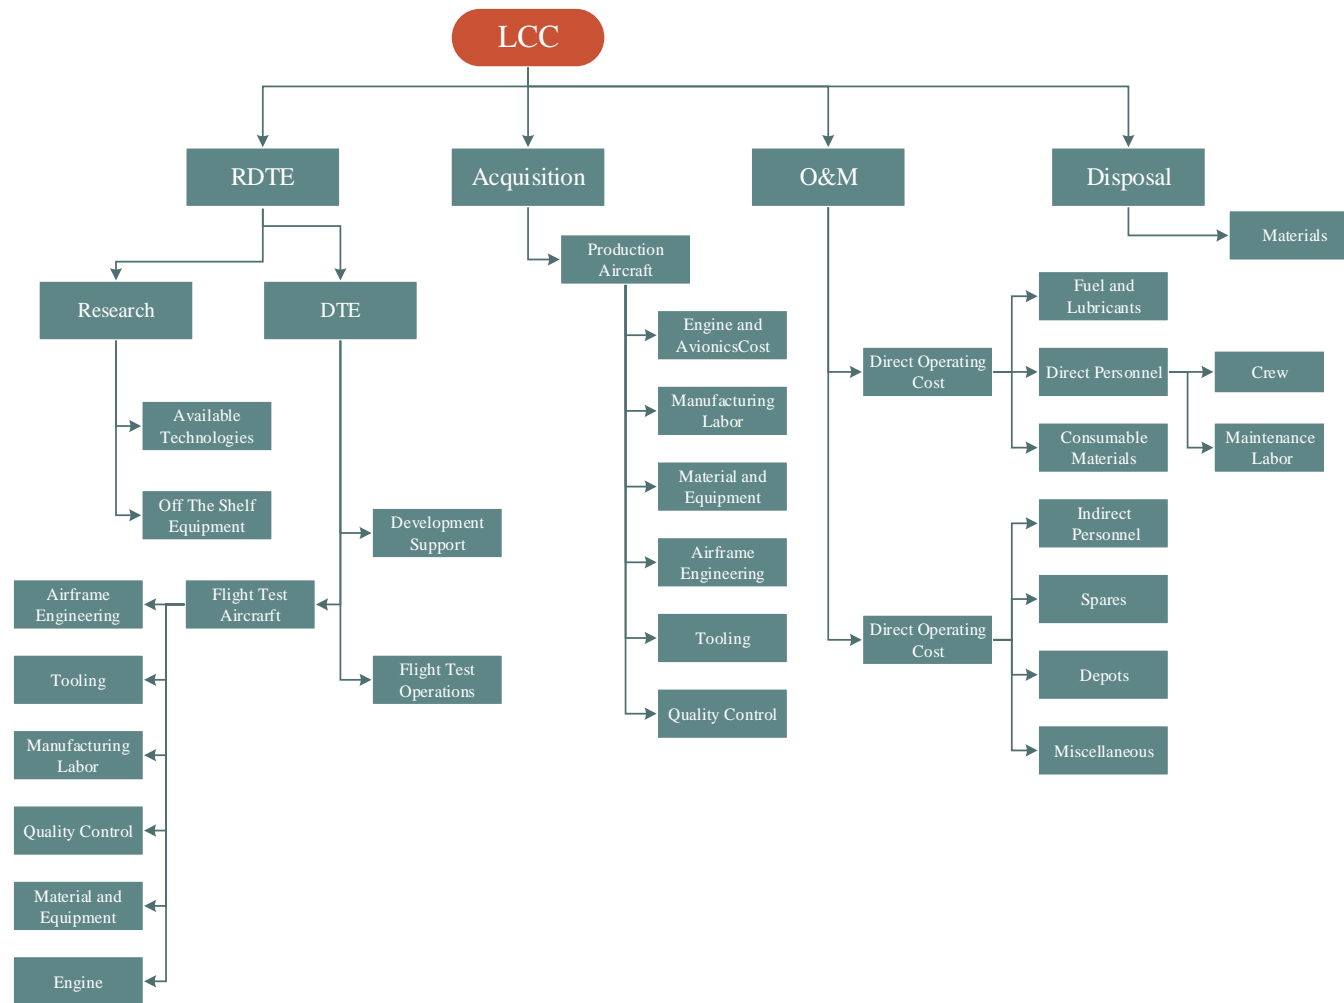 LCC
RDTE
Acquisition
O&M
Disposal
Materials
Production
Aircraft
Research
DTE
Fuel and
Lubricants
Engine and
AvionicsCost
Direct Operating
Cost
Direct Personnel
Crew
Available
Technologies
Manufacturing
Labor
Consumable
Materials
Maintenance
Labor
Off The Shelf
Equipment
Material and
Equipment
Development
Support
Indirect
Personnel
Airframe
Engineering
Flight Test
Aircrarft
Airframe
Engineering
Spares
Tooling
Flight Test
Operations
Tooling
Direct Operating
Cost
Depots
Quality Control
Manufacturing
Labor
Miscellaneous
Quality Control
Material and
Equipment
Engine